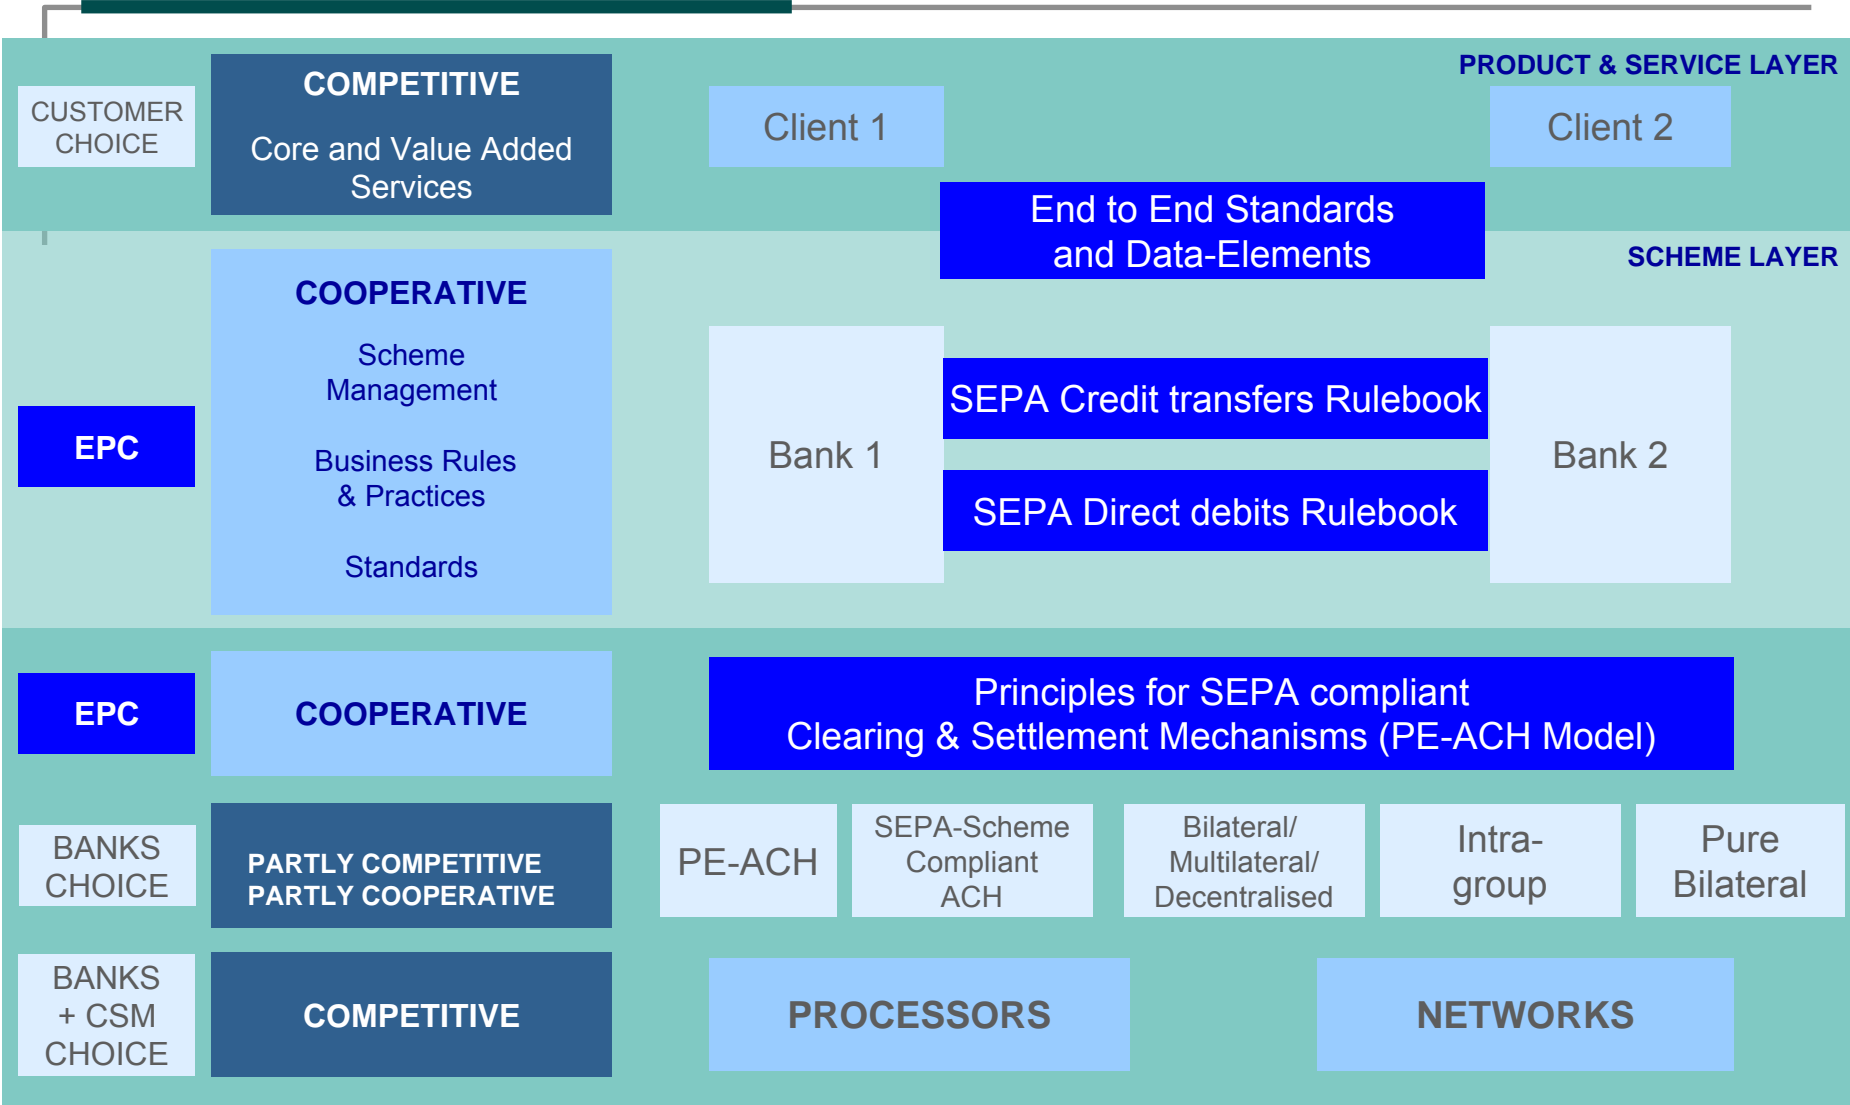 PRODUCT & SERVICE LAYER
CUSTOMER
CHOICE
COMPETITIVE
Core and Value Added
Services
Client 1
Client 2
End to End Standards
and Data-Elements
SCHEME LAYER
EPC
COOPERATIVE
Scheme
Management
Business Rules
& Practices
Standards
Bank 1
SEPA Credit transfers Rulebook
SEPA Direct debits Rulebook
Bank 2
EPC
COOPERATIVE
Principles for SEPA compliant
Clearing & Settlement Mechanisms (PE-ACH Model)
BANKS
CHOICE
PARTLY COMPETITIVE
PARTLY COOPERATIVE
PE-ACH
SEPA-Scheme
Compliant
ACH
Bilateral/
Multilateral/
Decentralised
Intra-
group
Pure
Bilateral
BANKS
+ CSM
CHOICE
COMPETITIVE
PROCESSORS
NETWORKS